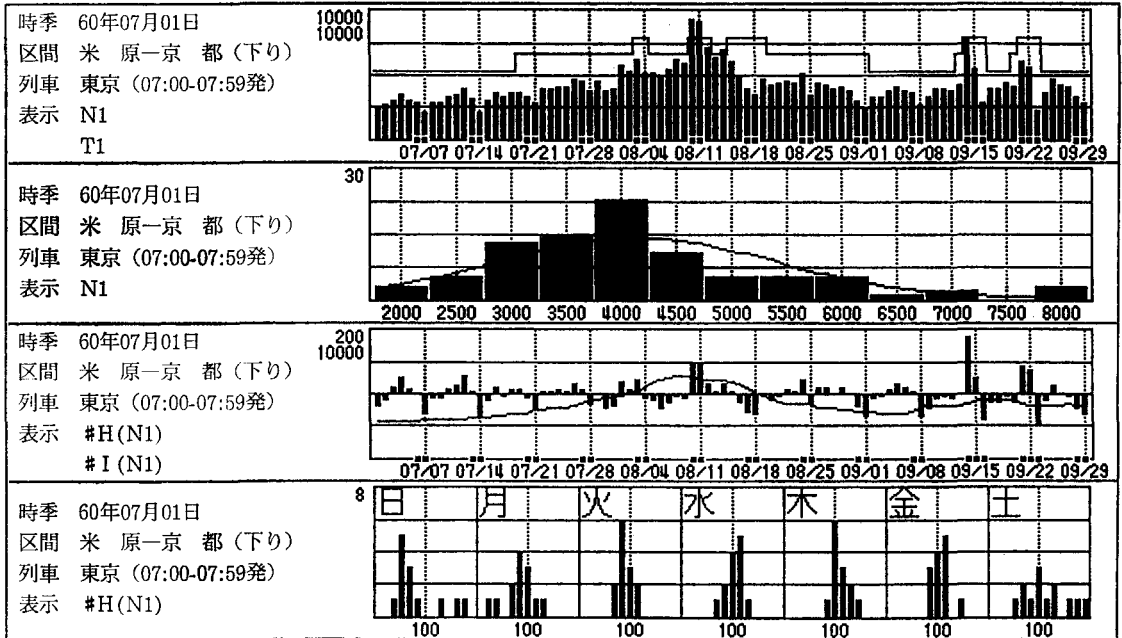 時季 60年07月01日
区間 米 原―京 都 (下り)
列車 東京 (07:00-07:59発)
表示 N1
T1
10000
10000
07/07 07/14 07/21 07/28 08/04 08/11 08/18 08/25 09/01 09/08 09/15 09/22 09/29
時季 60年07月01日
区間 米 原―京 都 (下り)
列車 東京 (07:00-07:59発)
表示 N1
30
2000 2500 3000 3500 4000 4500 5000 5500 6000 6500 7000 7500 8000
時季 60年07月01日
区間 米 原―京 都 (下り)
列車 東京 (07:00-07:59発)
表示 #H(N1)
#I(N1)
200
10000
07/07 07/14 07/21 07/28 08/04 08/11 08/18 08/25 09/01 09/08 09/15 09/22 09/29
時季 60年07月01日
区間 米 原―京 都 (下り)
列車 東京 (07:00-07:59発)
表示 #H(N1)
8
日 月 火 水 木 金 土
100 100 100 100 100 100 100